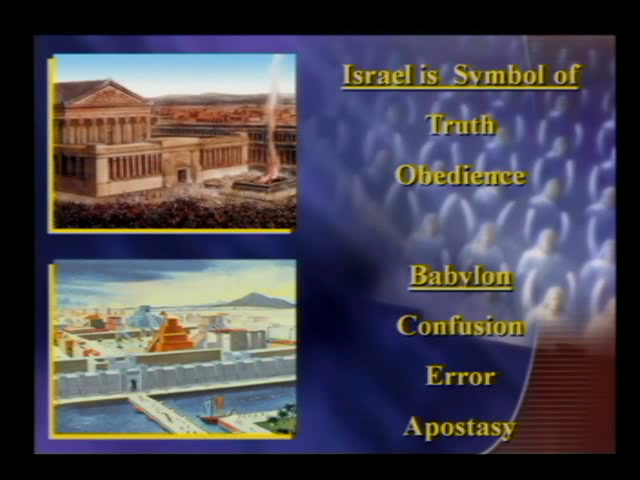 Israel is Symbol of
Truth
Obedience
Babylon
Confusion
Error
Apostasy